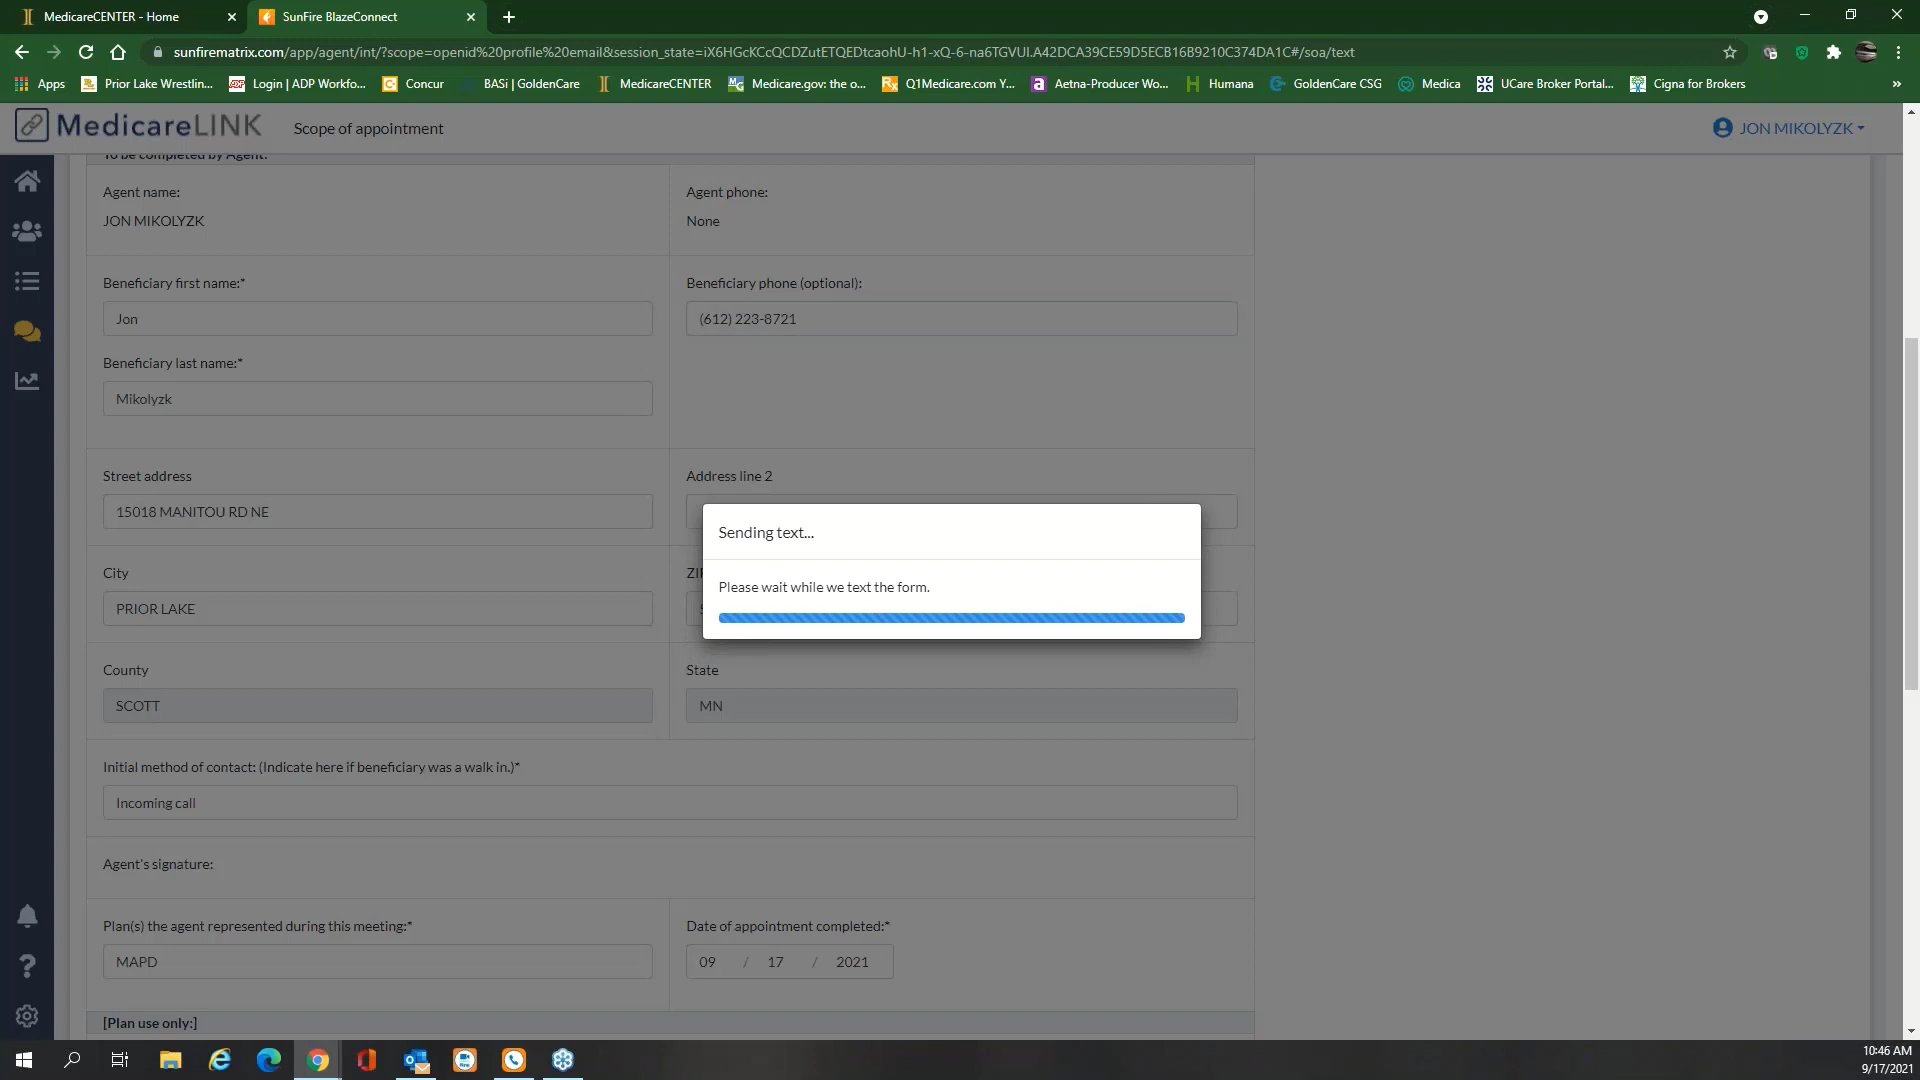 MedicareCENTER - Home
SunFire BlazeConnect
sunfirematrix.com/app/agent/int/?scope=openid%20profile%20email&session_state=iX6HGcKCcQCDZutETQEDtcaohU-h1-xQ-6-na6TGVUI.A42DCA39CE59D5ECB16B9210C374DA1C#/soa/text
Apps
Prior Lake Wrestlin...
Login | ADP Workfo...
Concur
BASi | GoldenCare
MedicareCENTER
Medicare.gov: the o...
Q1Medicare.com Y...
Aetna-Producer Wo...
Humana
GoldenCare CSG
Medica
UCare Broker Portal...
Cigna for Brokers
MedicareLINK
Scope of appointment
JON MIKOLYZK
To be completed by Agent:
Agent name:
JON MIKOLYZK
Agent phone:
None
Beneficiary first name:*
Jon
Beneficiary phone (optional):
(612) 223-8721
Beneficiary last name:*
Mikolyzk
Street address
15018 MANITOU RD NE
Address line 2
Sending text...
Please wait while we text the form.
City
PRIOR LAKE
County
SCOTT
State
MN
Initial method of contact: (Indicate here if beneficiary was a walk in.)*
Incoming call
Agent's signature:
Plan(s) the agent represented during this meeting:*
MAPD
Date of appointment completed:*
09 / 17 / 2021
[Plan use only:]
10:46 AM
9/17/2021